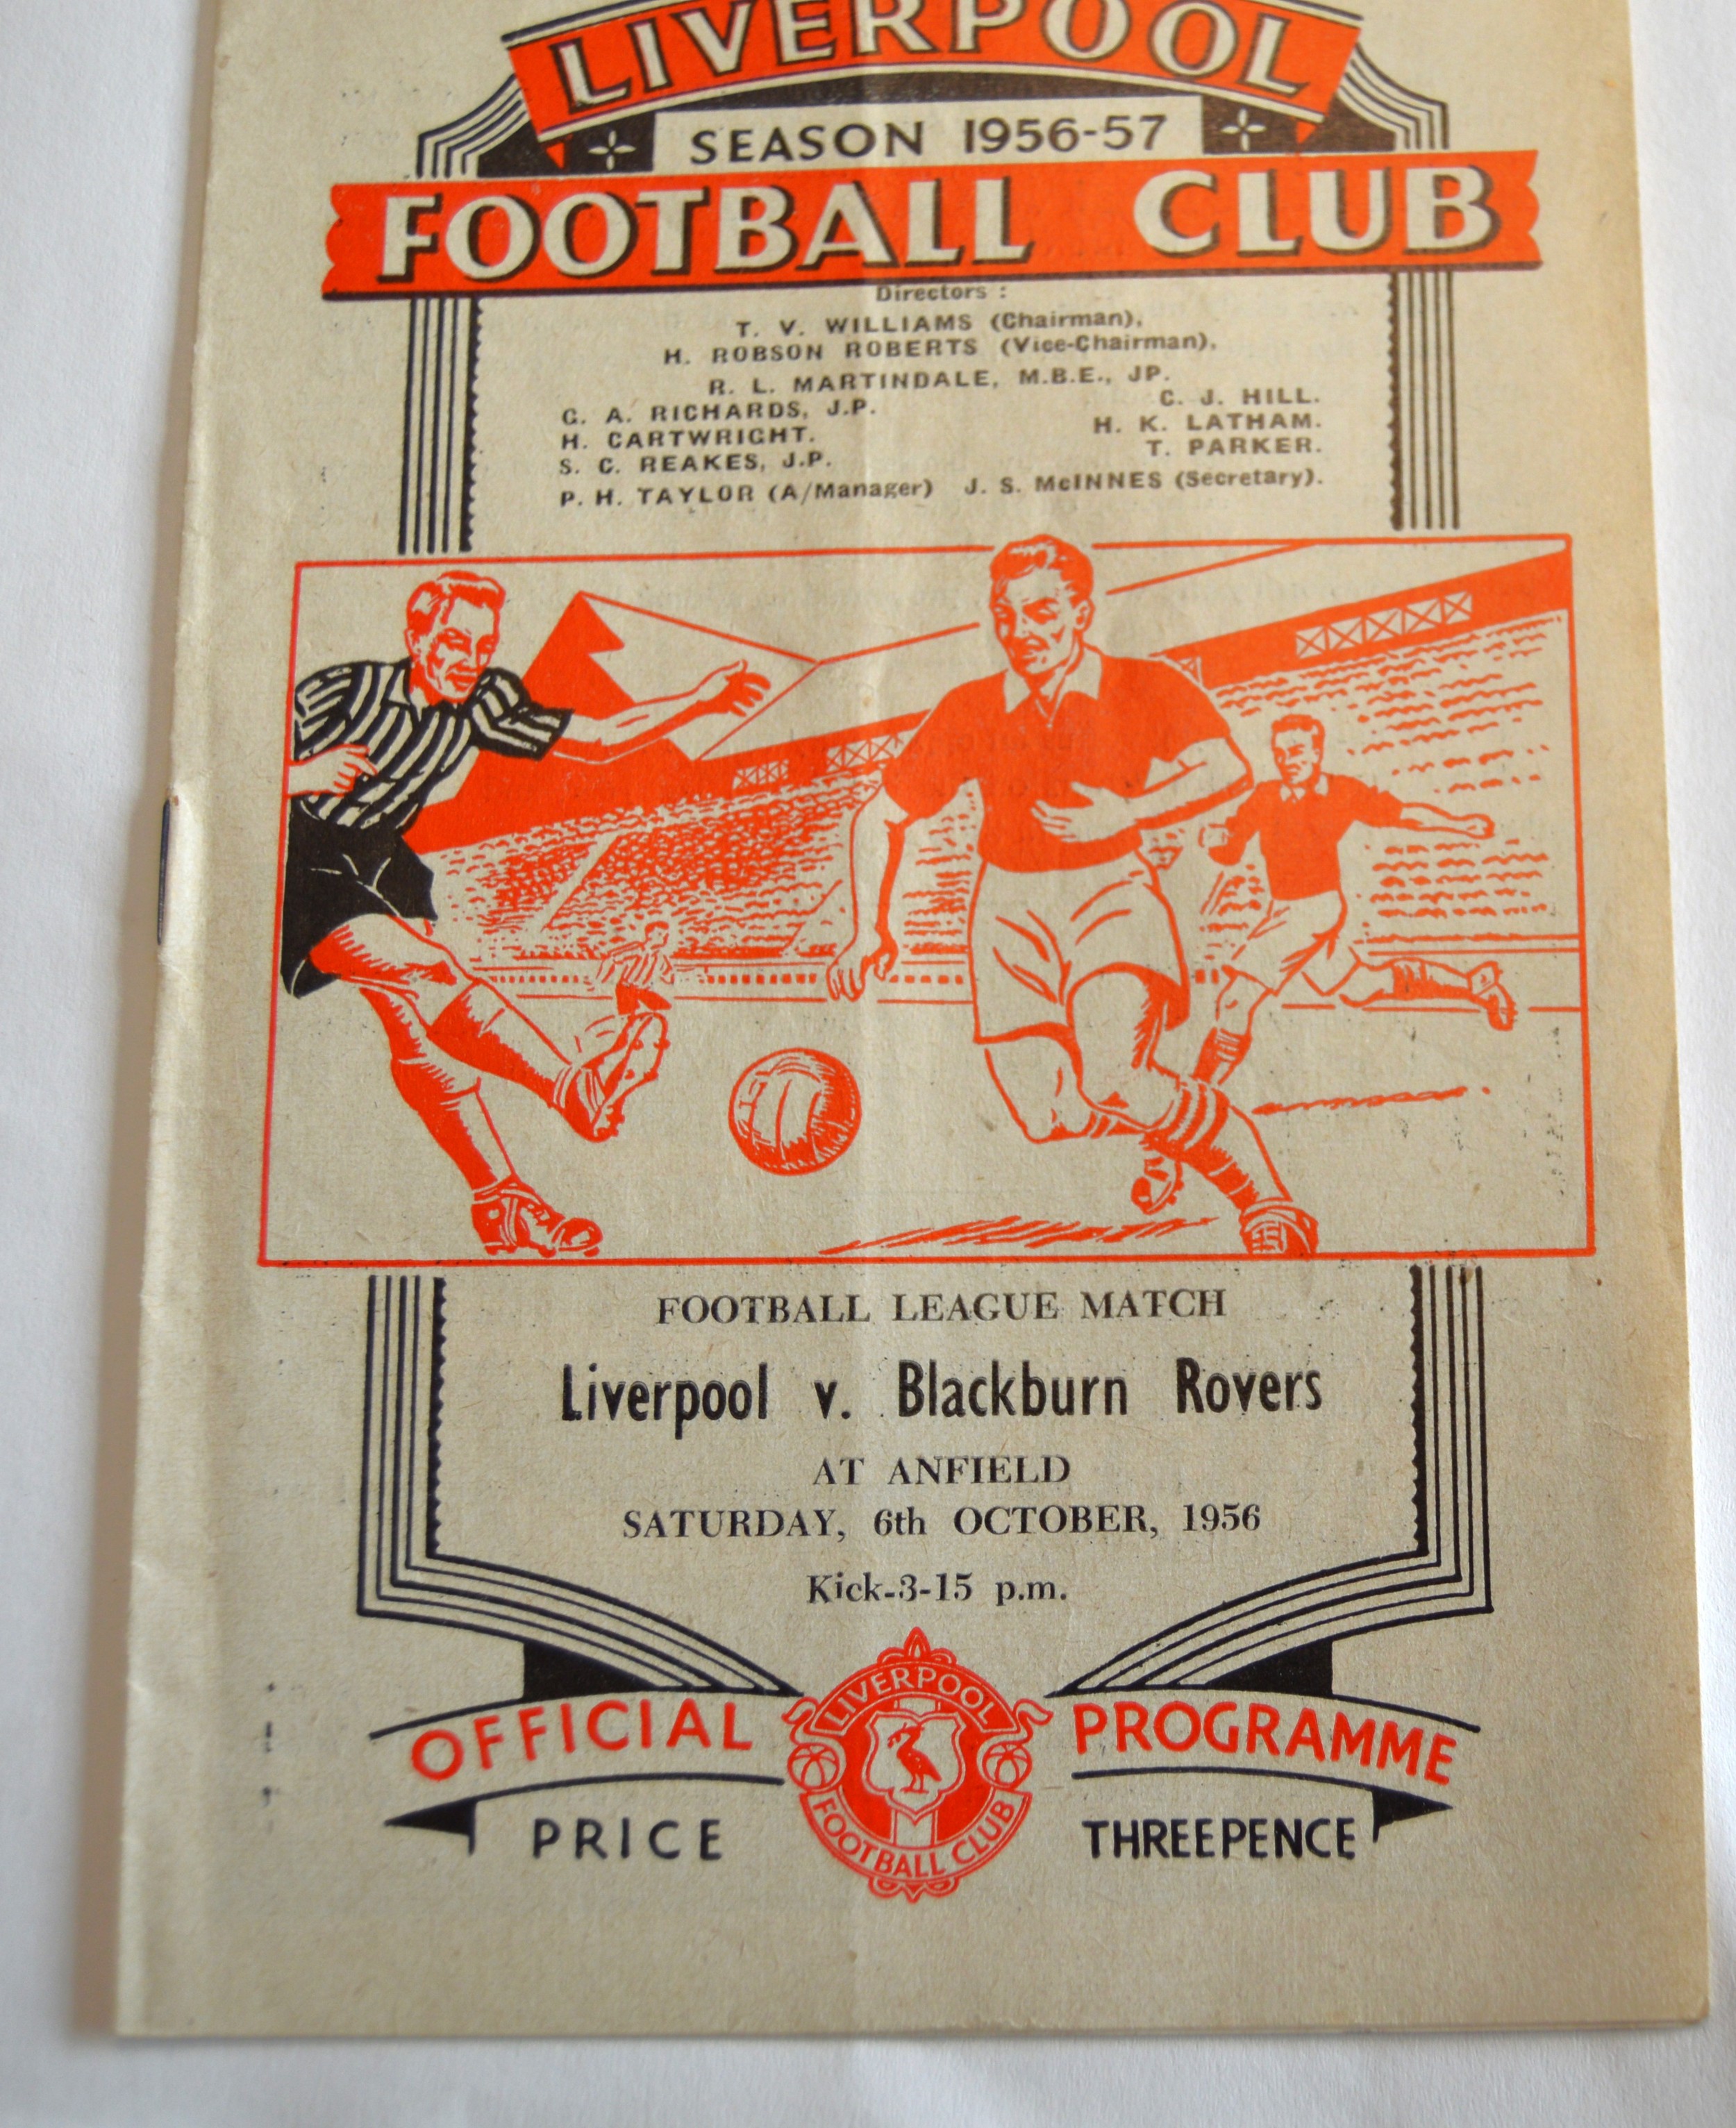 LIVERPOOL
SEASON 1956-57
FOOTBALL CLUB
Directors :
T. V. WILLIAMS (Chairman),
H. ROBSON ROBERTS (Vice-Chairman),
R. L. MARTINDALE, M.B.E., JP.
G. A. RICHARDS, J.P. C. J. HILL.
H. CARTWRIGHT. H. K. LATHAM.
S. C. REAKES, J.P. T. PARKER.
P. H. TAYLOR (A/Manager) J. S. McINNES (Secretary).
FOOTBALL LEAGUE MATCH
Liverpool v. Blackburn Rovers
AT ANFIELD
SATURDAY, 6th OCTOBER, 1956
Kick-3-15 p.m.
OFFICIAL PROGRAMME
LIVERPOOL
FOOTBALL CLUB
PRICE THREEPENCE